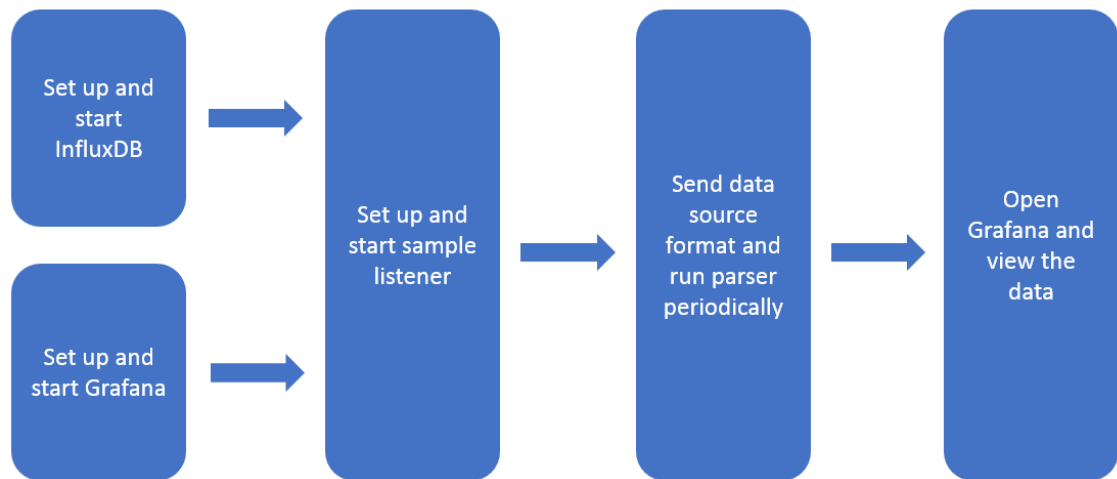 Set up and
start
InfluxDB
Set up and
start Grafana
Set up and
start sample
listener
Send data
source
format and
run parser
periodically
Open
Grafana and
view the
data